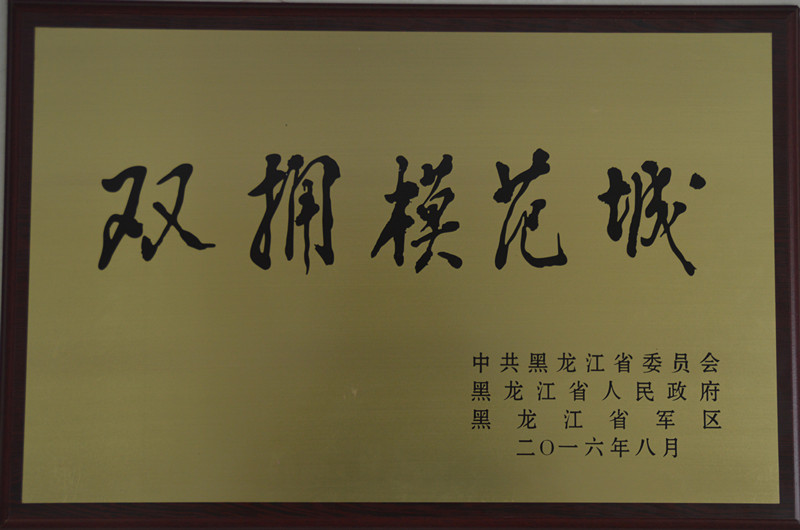 双拥模范城
中共黑龙江省委员会
黑龙江省人民政府
黑龙江省军区
二〇一六年八月